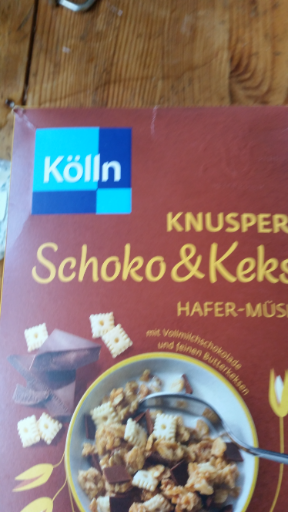 Kölln
KNUSPER
Schoko & Keks
HAFER-MÜS
mit Vollmilchschokolade
und feinen Butterkeksen